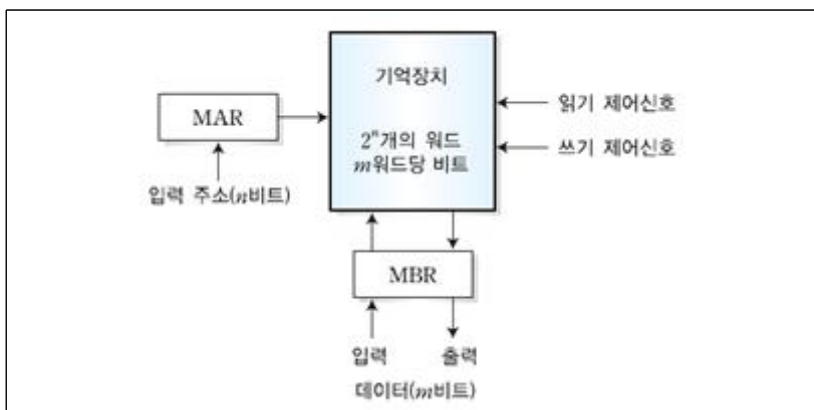 기억장치
MAR
2ⁿ개의 워드
m워드당 비트
읽기 제어신호
쓰기 제어신호
입력 주소(n비트)
MBR
입력
출력
데이터(m비트)